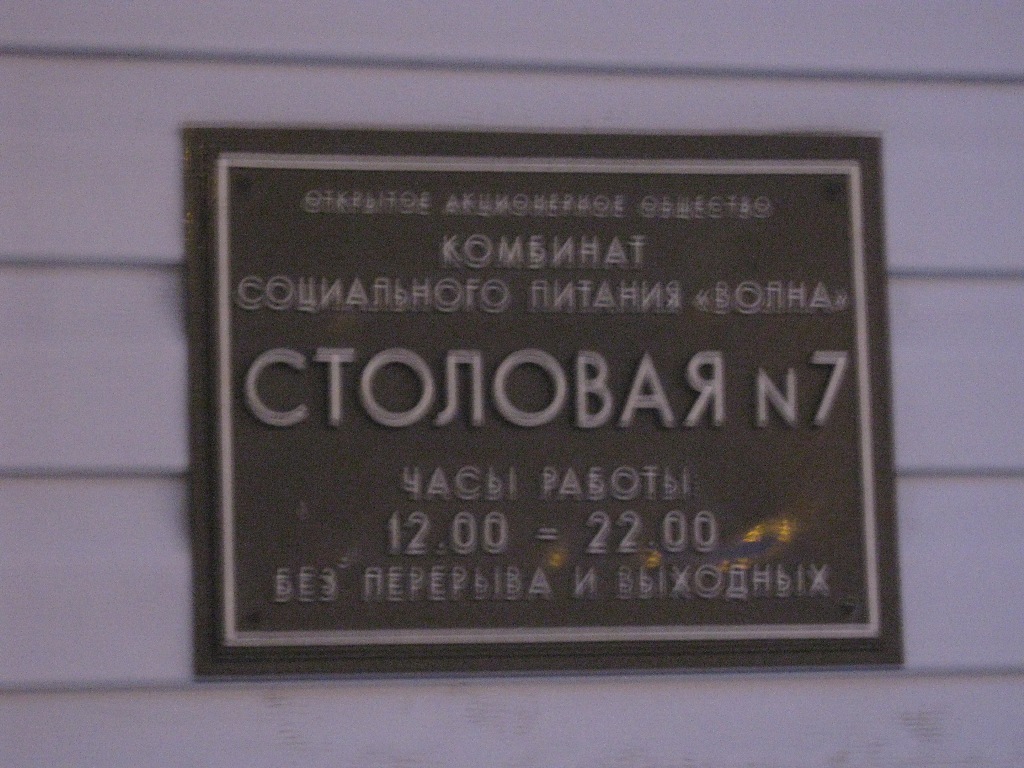 ОТКРЫТОЕ АКЦИОНЕРНОЕ ОБЩЕСТВО
КОМБИНАТ
СОЦИАЛЬНОГО ПИТАНИЯ «ВОЛНА»
СТОЛОВАЯ N7
ЧАСЫ РАБОТЫ:
12.00 - 22.00
БЕЗ ПЕРЕРЫВА И ВЫХОДНЫХ